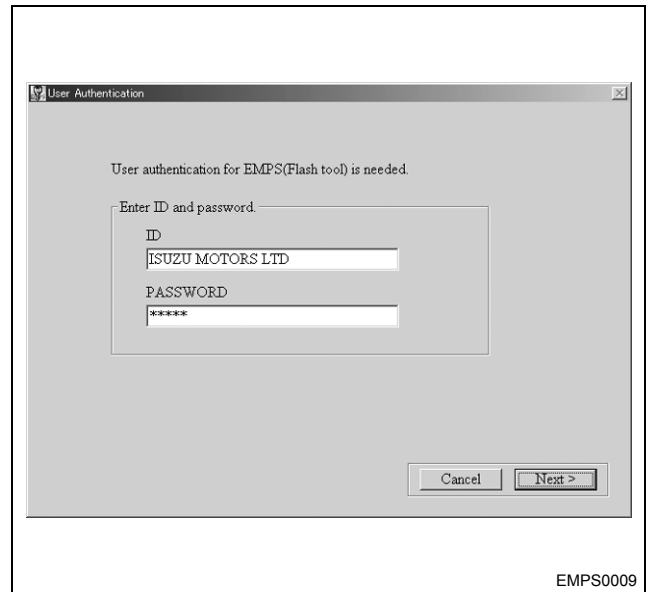 User Authentication
User authentication for EMPS(Flash tool) is needed.
Enter ID and password.
ID
ISUZU MOTORS LTD
PASSWORD
*****
Cancel
Next >
EMPS0009